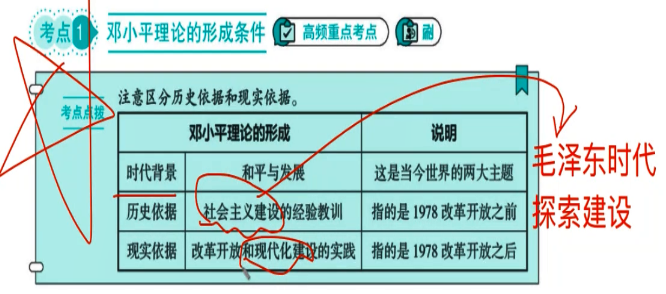 考点1 邓小平理论的形成条件 高频重点考点
考点点拨
注意区分历史依据和现实依据。
邓小平理论的形成 说明
时代背景 和平与发展 这是当今世界的两大主题
历史依据 社会主义建设的经验教训 指的是 1978 改革开放之前
现实依据 改革开放和现代化建设的实践 指的是 1978 改革开放之后
毛泽东时代
探索建设